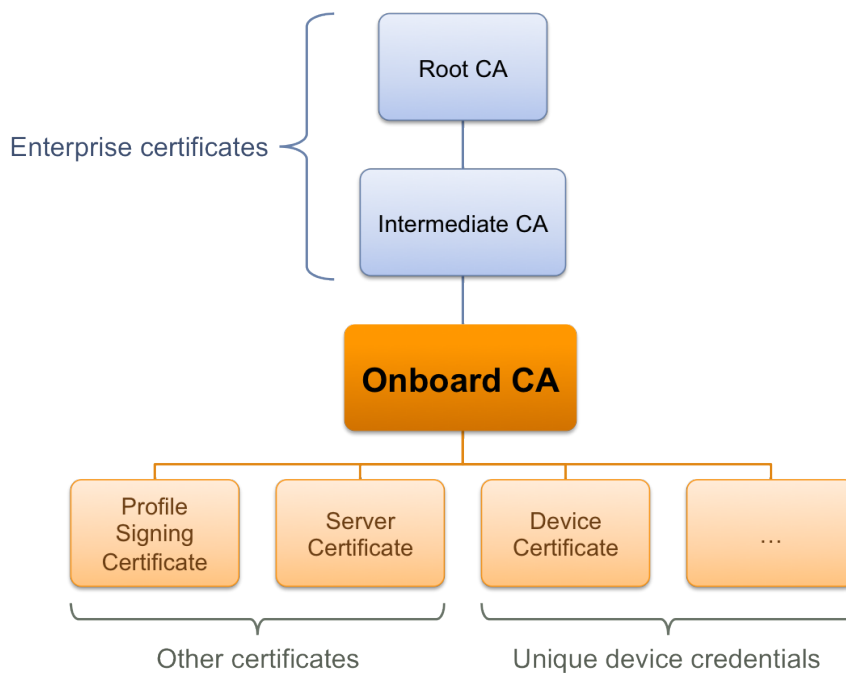 Root CA
Enterprise certificates
Intermediate CA
Onboard CA
Profile
Signing
Certificate
Server
Certificate
Device
Certificate
...
Other certificates
Unique device credentials